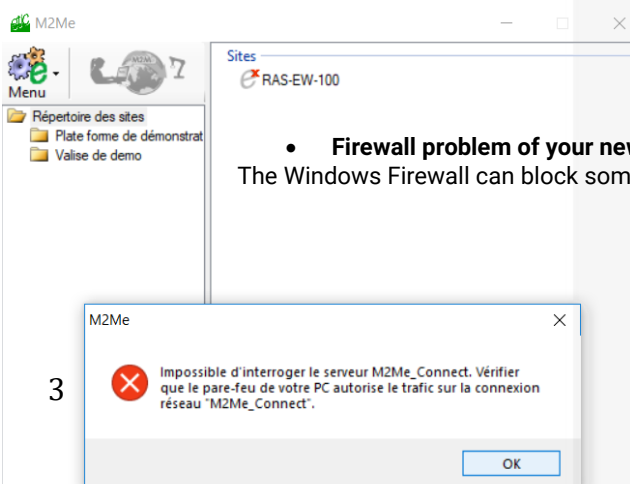 M2Me
Menu
M2M
Répertoire des sites
Plate forme de démonstrat
Valise de demo
Sites
RAS-EW-100
• Firewall problem of your
The Windows Firewall can block
3
M2Me
Impossible d'interroger le serveur M2Me_Connect. Vérifier
que le pare-feu de votre PC autorise le trafic sur la connexion
réseau "M2Me_Connect".
OK